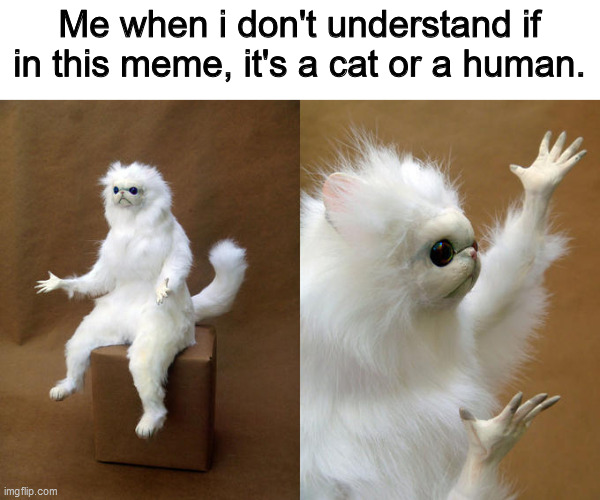 Me when i don't understand if
in this meme, it's a cat or a human.
imgflip.com